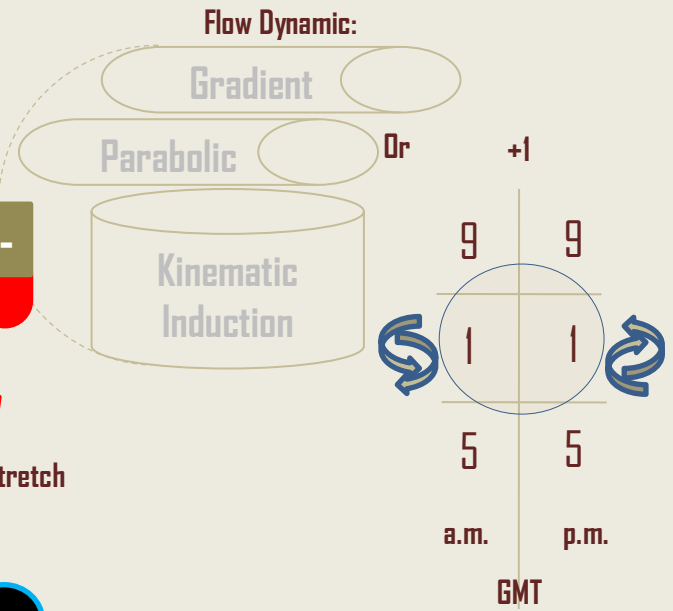 Flow Dynamic:
Gradient
Parabolic
Or
+1
-
9 9
Kinematic
Induction
1 1
5 5
tretch
a.m. p.m.
GMT